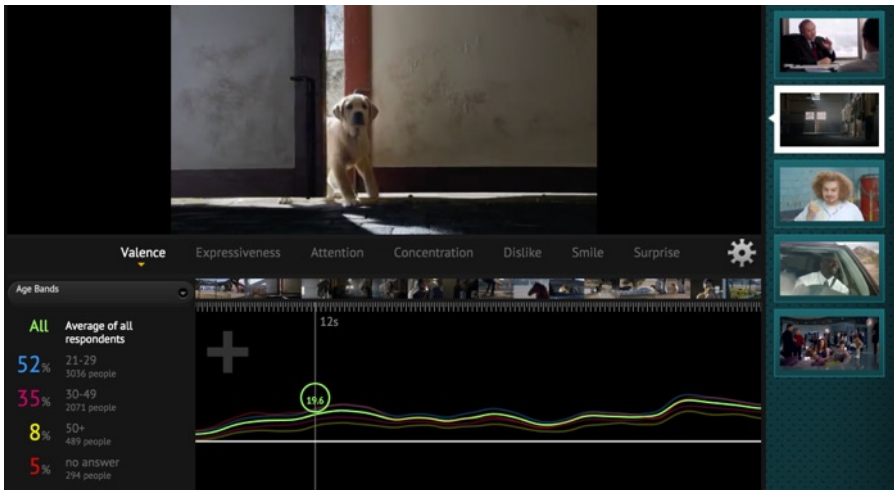 Valence Expressiveness Attention Concentration Dislike Smile Surprise
Age Bands
12s
All Average of all
respondents
52% 21-29
3036 people
35% 30-49
2071 people
8% 50+
489 people
5% no answer
294 people
19.6